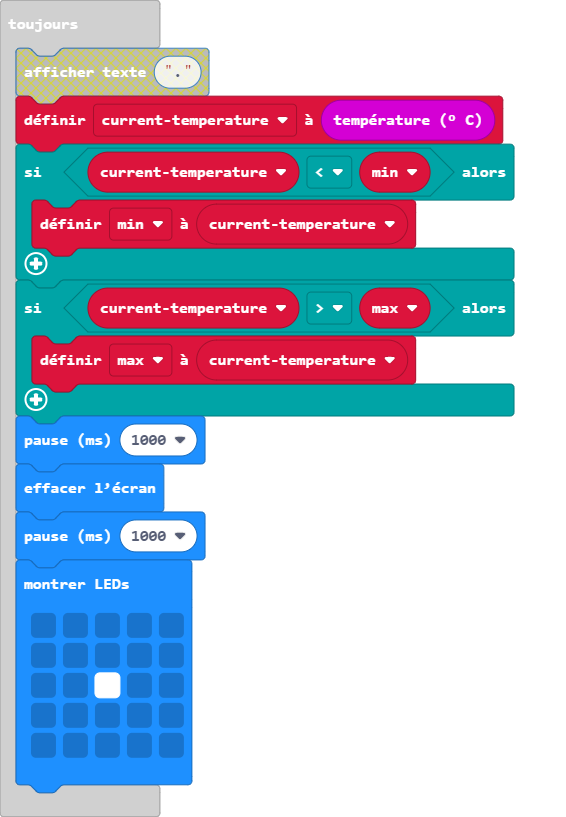 toujours
afficher texte "."
définir current-temperature à température (º C)
si current-temperature < min alors
définir min à current-temperature
si current-temperature > max alors
définir max à current-temperature
pause (ms) 1000
effacer l’écran
pause (ms) 1000
montrer LEDs